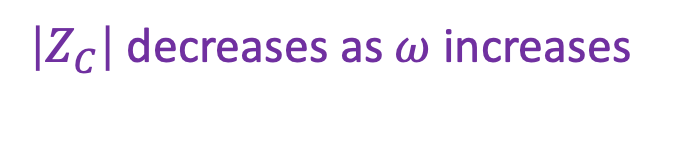 |Z_C| decreases as ω increases